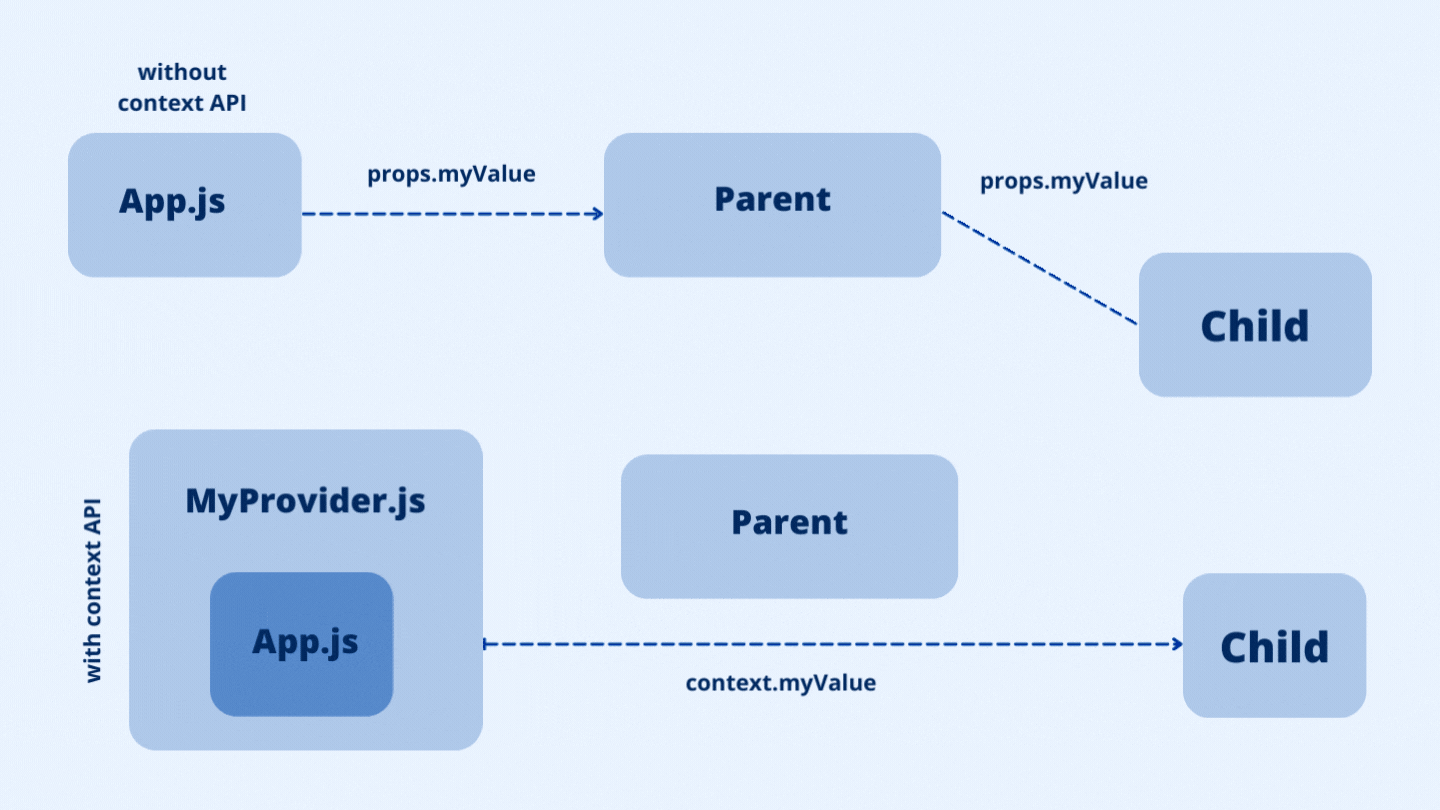 without
context API
App.js
props.myValue
Parent
props.myValue
Child
with context API
MyProvider.js
App.js
Parent
context.myValue
Child